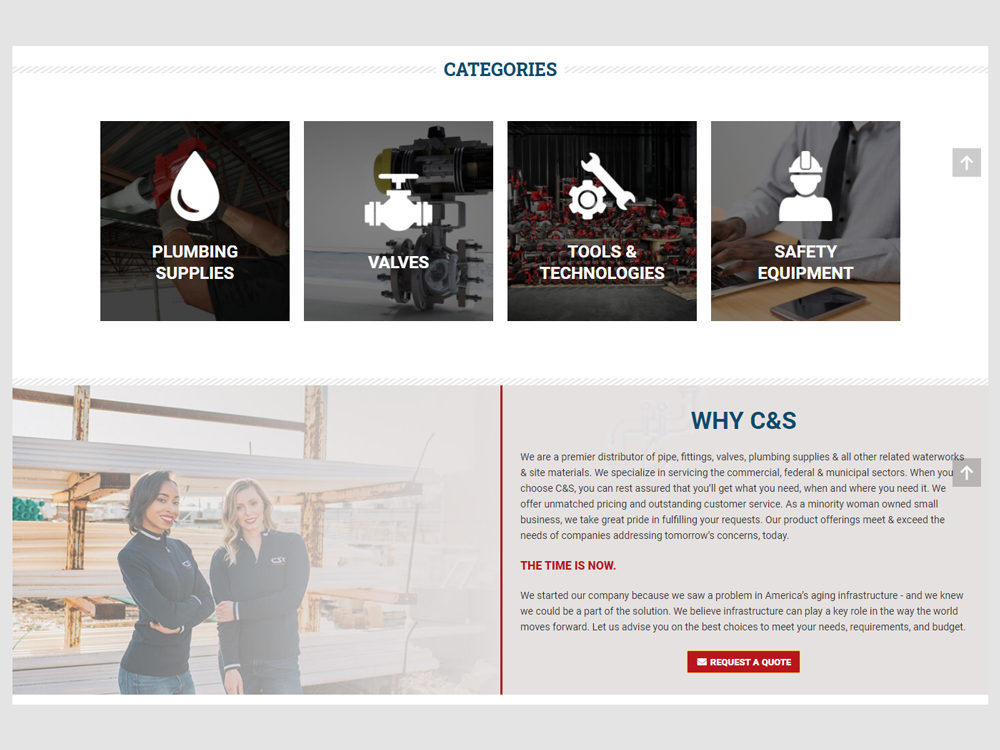 CATEGORIES
PLUMBING
SUPPLIES
VALVES
TOOLS &
TECHNOLOGIES
SAFETY
EQUIPMENT
WHY C&S
We are a premier distributor of pipe, fittings, valves, plumbing supplies & all other related waterworks
& site materials. We specialize in servicing the commercial, federal & municipal sectors. When you
choose C&S, you can rest assured that you'll get what you need, when and where you need it. We
offer unmatched pricing and outstanding customer service. As a minority woman owned small
business, we take great pride in fulfilling your requests. Our product offerings meet & exceed the
needs of companies addressing tomorrow's concerns, today.
THE TIME IS NOW.
We started our company because we saw a problem in America's aging infrastructure - and we knew
we could be a part of the solution. We believe infrastructure can play a key role in the way the world
moves forward. Let us advise you on the best choices to meet your needs, requirements, and budget.
REQUEST A QUOTE